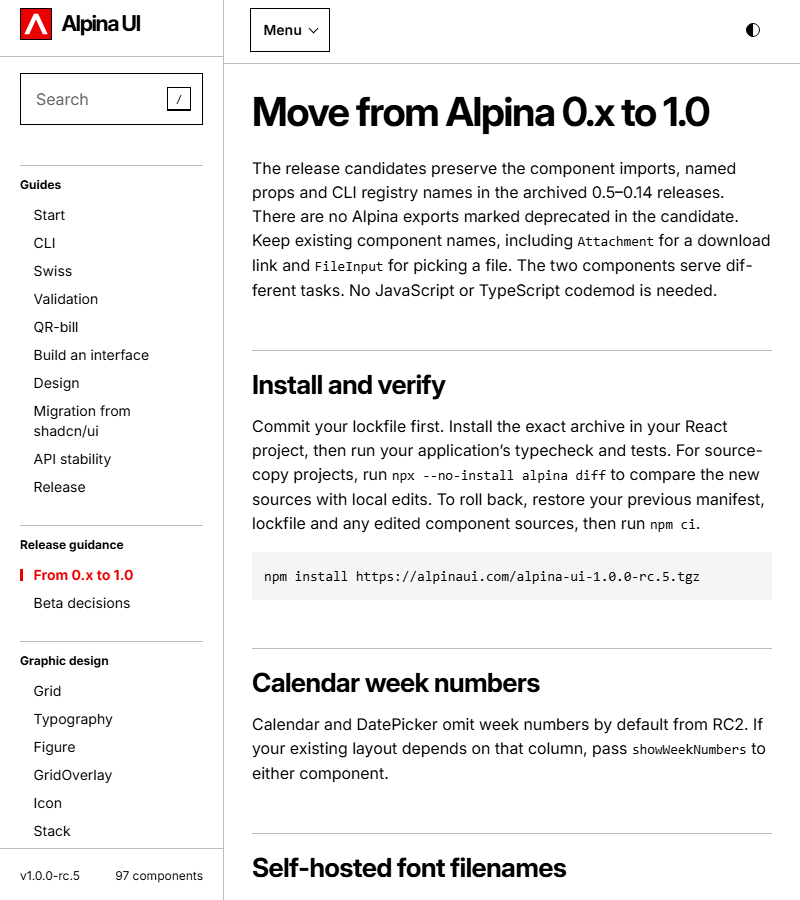 Alpina UI
Search
/
Guides
Start
CLI
Swiss
Validation
QR-bill
Build an interface
Design
Migration from
shadcn/ui
API stability
Release
Release guidance
From 0.x to 1.0
Beta decisions
Graphic design
Grid
Typography
Figure
GridOverlay
Icon
Stack
v1.0.0-rc.5 97 components
Menu
Move from Alpina 0.x to 1.0
The release candidates preserve the component imports, named
props and CLI registry names in the archived 0.5–0.14 releases.
There are no Alpina exports marked deprecated in the candidate.
Keep existing component names, including Attachment for a download
link and FileInput for picking a file. The two components serve dif-
ferent tasks. No JavaScript or TypeScript codemod is needed.
Install and verify
Commit your lockfile first. Install the exact archive in your React
project, then run your application’s typecheck and tests. For source-
copy projects, run npx --no-install alpina diff to compare the new
sources with local edits. To roll back, restore your previous manifest,
lockfile and any edited component sources, then run npm ci.
npm install https://alpinaui.com/alpina-ui-1.0.0-rc.5.tgz
Calendar week numbers
Calendar and DatePicker omit week numbers by default from RC2. If
your existing layout depends on that column, pass showWeekNumbers to
either component.
Self-hosted font filenames